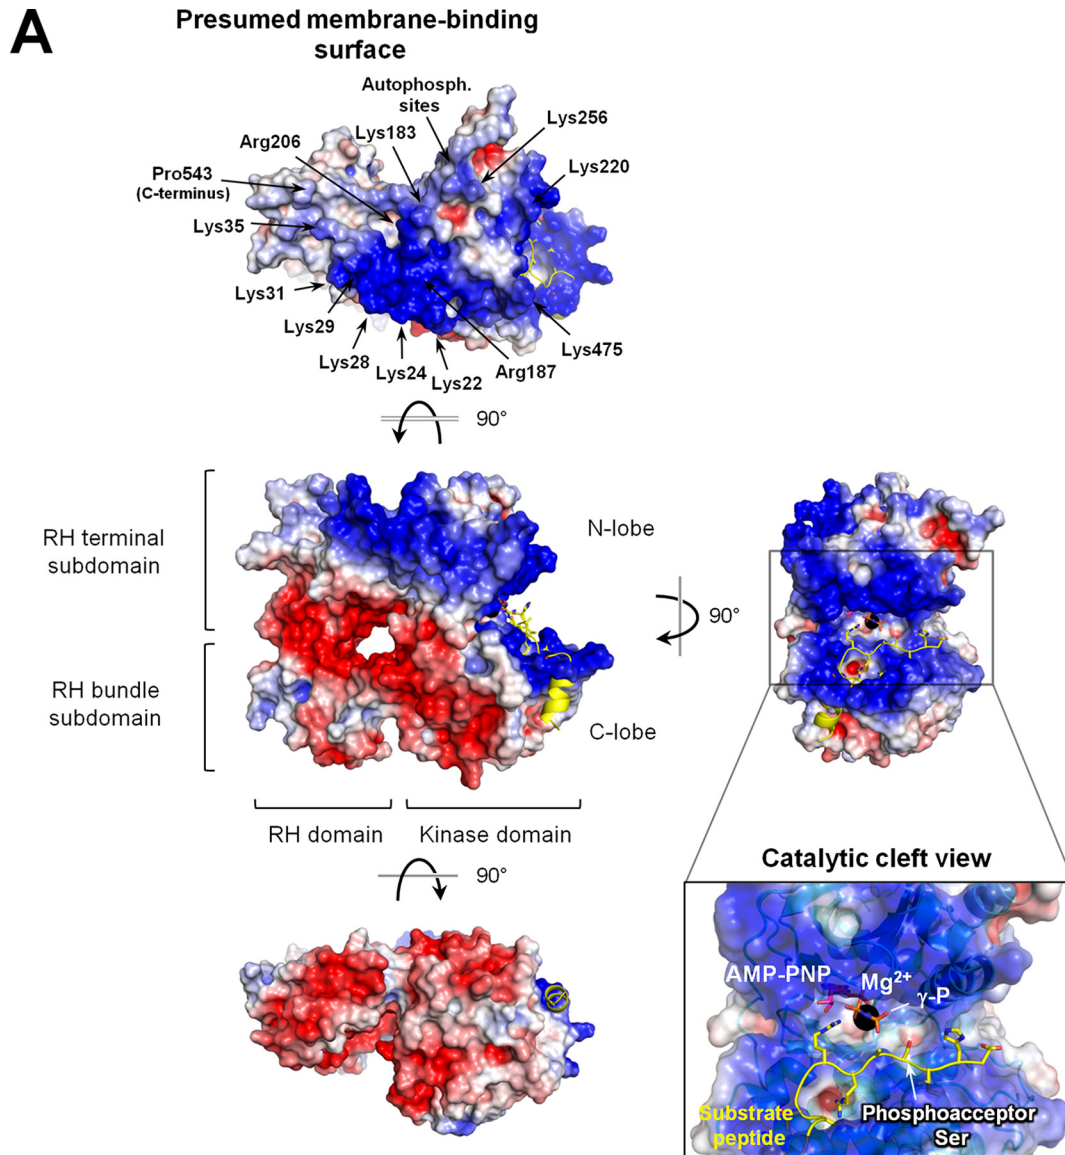 A
Presumed membrane-binding
surface
Autophosph.
sites
Lys256
Lys183
Arg206
Lys220
Pro543
(C-terminus)
Lys35
Lys31
Lys29
Lys28
Lys24
Lys22
Arg187
Lys475
90°
RH terminal
subdomain
N-lobe
90°
RH bundle
subdomain
C-lobe
RH domain
Kinase domain
90°
Catalytic cleft view
AMP-PNP
Mg²⁺
γ-P
Substrate
peptide
Phosphoacceptor
Ser